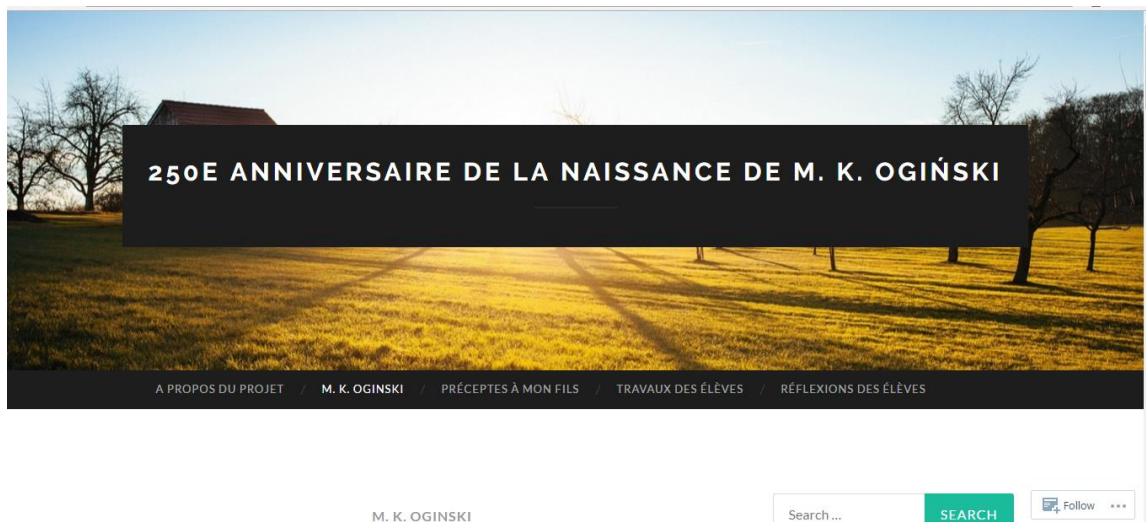 250E ANNIVERSAIRE DE LA NAISSANCE DE M. K. OGIŃSKI
A PROPOS DU PROJET / M. K. OGINSKI / PRÉCEPTES À MON FILS / TRAVAUX DES ÉLÈVES / RÉFLEXIONS DES ÉLÈVES
M. K. OGINSKI
Search ... SEARCH
Follow